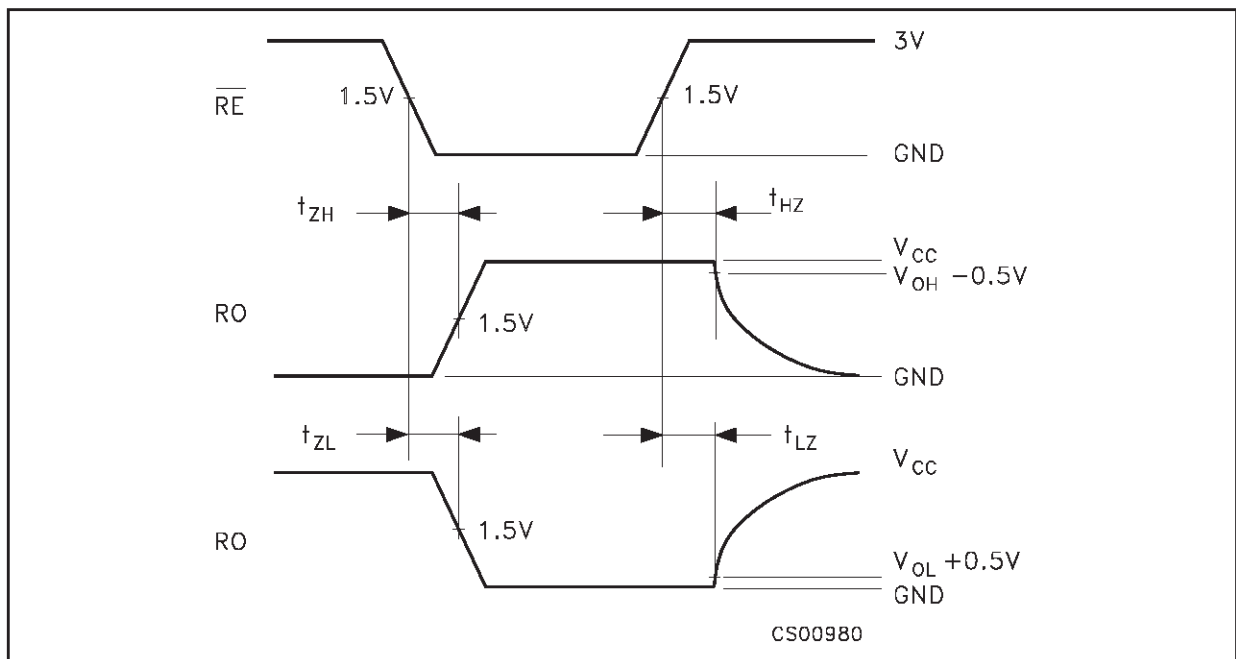 3V
1.5V
1.5V
RE
GND
tZH
tHZ
VCC
VOH -0.5V
RO
1.5V
GND
tZL
tLZ
VCC
1.5V
RO
VOL +0.5V
GND
CS00980